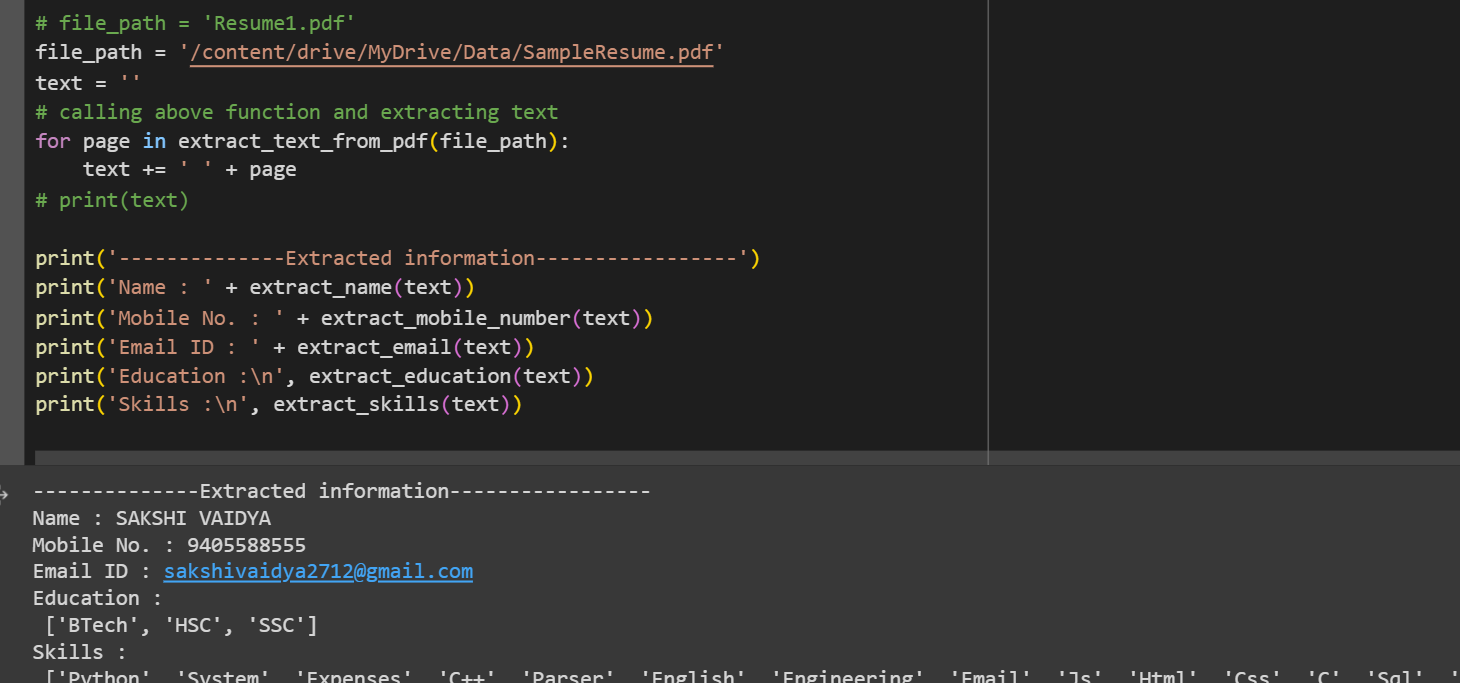 # file_path = 'Resume1.pdf'
file_path = '/content/drive/MyDrive/Data/SampleResume.pdf'
text = ''
# calling above function and extracting text
for page in extract_text_from_pdf(file_path):
    text += ' ' + page
# print(text)
print('--------------Extracted information-----------------')
print('Name : ' + extract_name(text))
print('Mobile No. : ' + extract_mobile_number(text))
print('Email ID : ' + extract_email(text))
print('Education :\n', extract_education(text))
print('Skills :\n', extract_skills(text))
--------------Extracted information-----------------
Name : SAKSHI VAIDYA
Mobile No. : 9405588555
Email ID : sakshivaidya2712@gmail.com
Education :
 ['BTech', 'HSC', 'SSC']
Skills :
 ['Python', 'System', 'Expenses', 'C++', 'Parser', 'English', 'Engineering', 'Email', 'Js', 'Html', 'Css', 'C', 'Sql', '